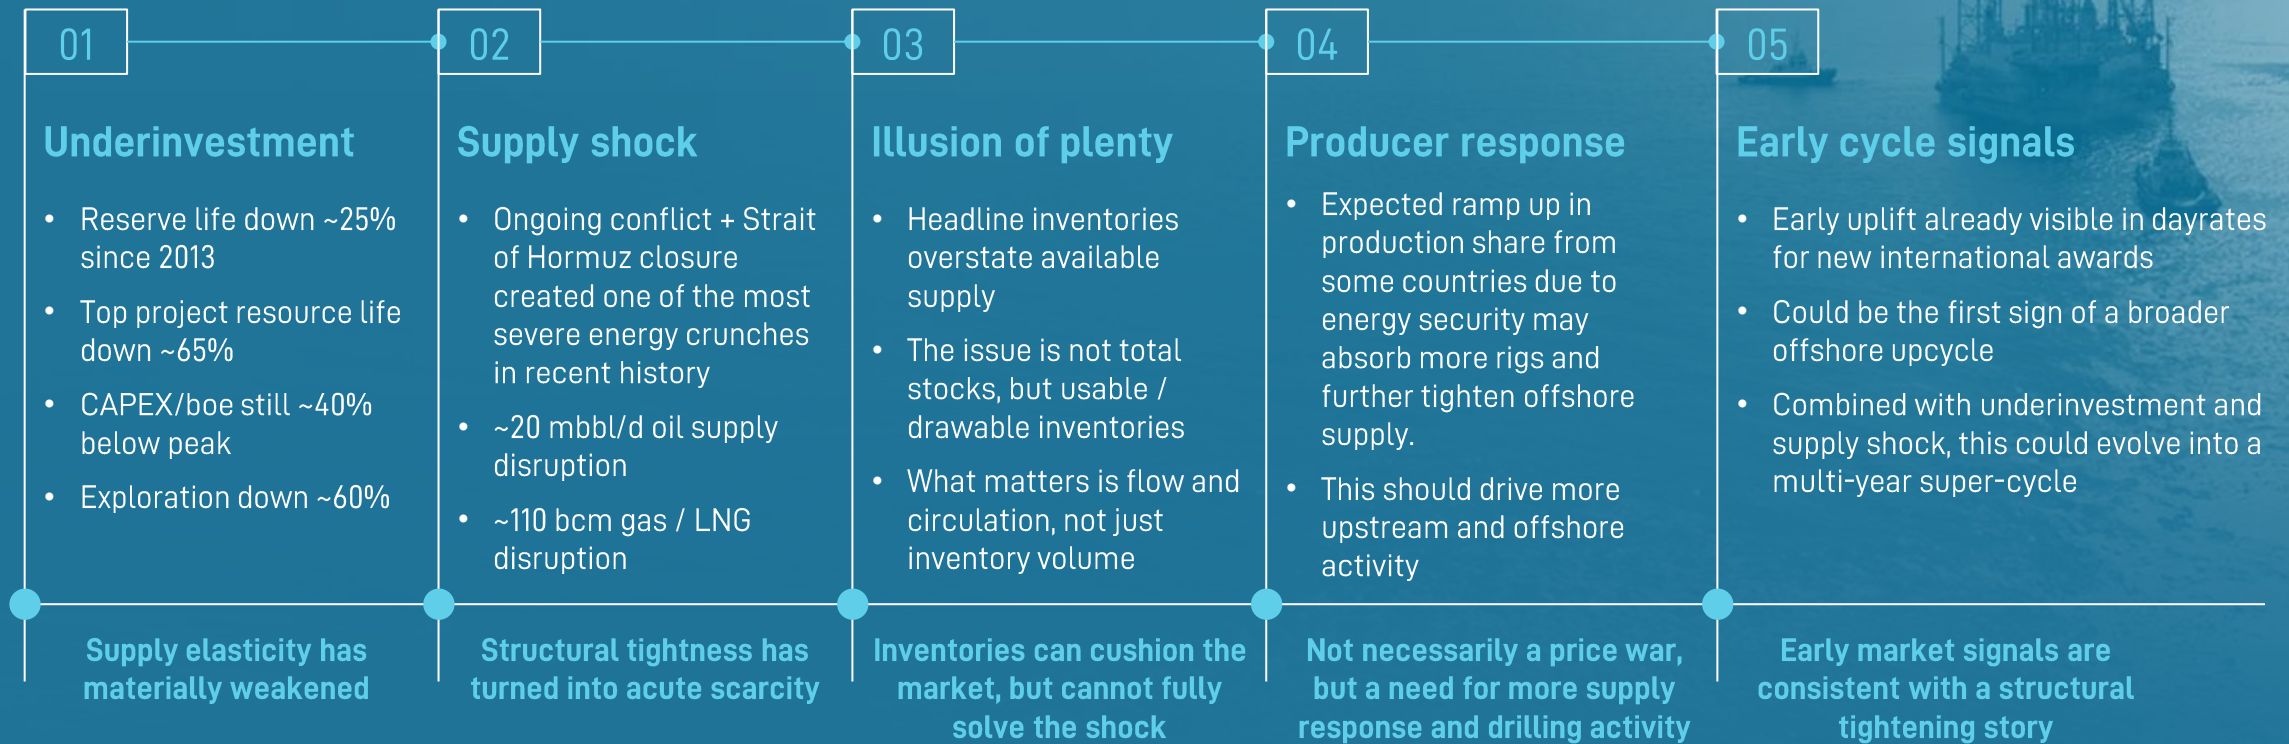 01
Underinvestment
• Reserve life down ~25%
since 2013
• Top project resource life
down ~65%
• CAPEX/boe still ~40%
below peak
• Exploration down ~60%
Supply elasticity has
materially weakened
02
Supply shock
• Ongoing conflict + Strait
of Hormuz closure
created one of the most
severe energy crunches
in recent history
• ~20 mbbl/d oil supply
disruption
• ~110 bcm gas / LNG
disruption
Structural tightness has
turned into acute scarcity
03
Illusion of plenty
• Headline inventories
overstate available
supply
• The issue is not total
stocks, but usable /
drawable inventories
• What matters is flow and
circulation, not just
inventory volume
Inventories can cushion the
market, but cannot fully
solve the shock
04
Producer response
• Expected ramp up in
production share from
some countries due to
energy security may
absorb more rigs and
further tighten offshore
supply.
• This should drive more
upstream and offshore
activity
Not necessarily a price war,
but a need for more supply
response and drilling activity
05
Early cycle signals
• Early uplift already visible in dayrates
for new international awards
• Could be the first sign of a broader
offshore upcycle
• Combined with underinvestment and
supply shock, this could evolve into a
multi-year super-cycle
Early market signals are
consistent with a structural
tightening story